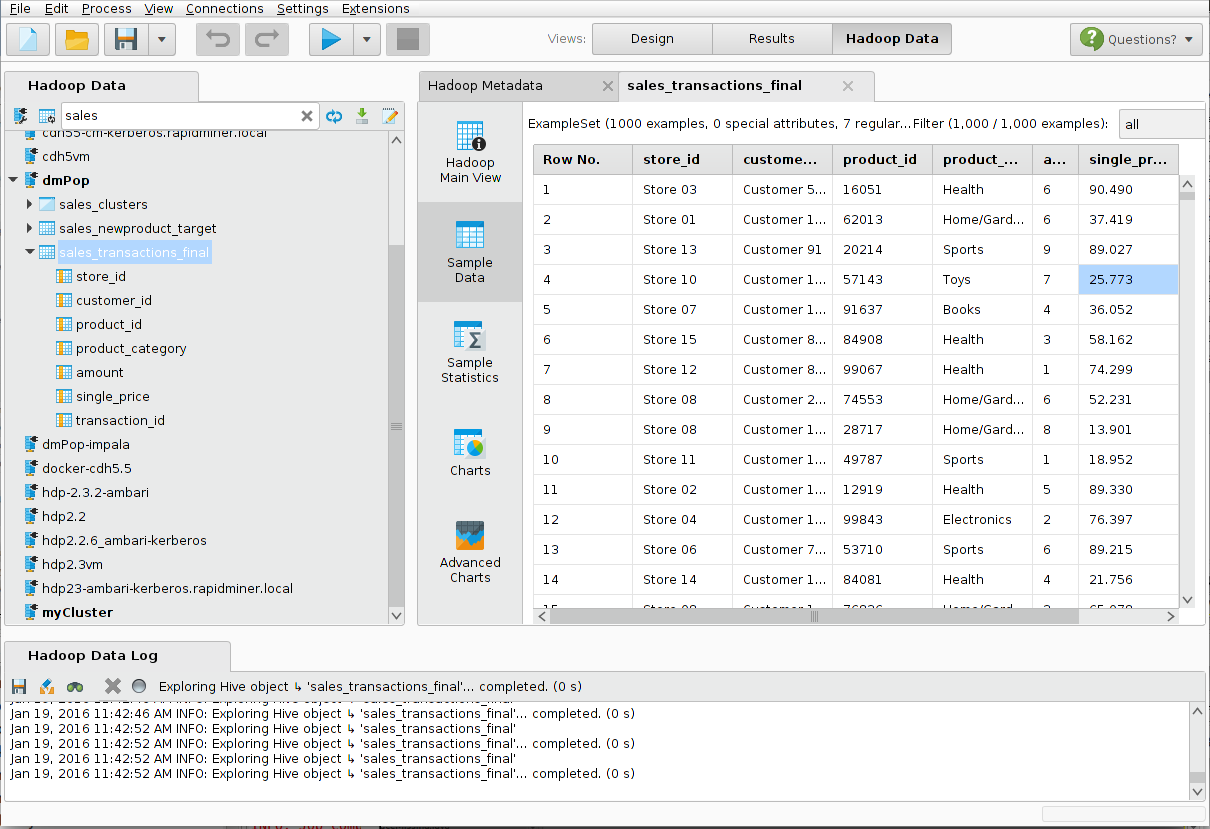 File Edit Process View Connections Settings Extensions
Views: Design Results Hadoop Data Questions?
Hadoop Data
sales
cdh55-cm-kerberos.rapidminer.local
cdh5vm
dmPop
sales_clusters
sales_newproduct_target
sales_transactions_final
store_id
customer_id
product_id
product_category
amount
single_price
transaction_id
dmPop-impala
docker-cdh5.5
hdp-2.3.2-ambari
hdp2.2
hdp2.2.6_ambari-kerberos
hdp2.3vm
hdp23-ambari-kerberos.rapidminer.local
myCluster
Hadoop Metadata sales_transactions_final
Hadoop
Main View
Sample
Data
Sample
Statistics
Charts
Advanced
Charts
ExampleSet (1000 examples, 0 special attributes, 7 regular...Filter (1,000 / 1,000 examples): all
Row No. store_id custome... product_id product_... a... single_pr...
1 Store 03 Customer 5... 16051 Health 6 90.490
2 Store 01 Customer 1... 62013 Home/Gard... 6 37.419
3 Store 13 Customer 91 20214 Sports 9 89.027
4 Store 10 Customer 1... 57143 Toys 7 25.773
5 Store 07 Customer 1... 91637 Books 4 36.052
6 Store 15 Customer 8... 84908 Health 3 58.162
7 Store 12 Customer 8... 99067 Health 1 74.299
8 Store 08 Customer 2... 74553 Home/Gard... 6 52.231
9 Store 08 Customer 1... 28717 Home/Gard... 8 13.901
10 Store 11 Customer 1... 49787 Sports 1 18.952
11 Store 02 Customer 1... 12919 Health 5 89.330
12 Store 04 Customer 1... 99843 Electronics 2 76.397
13 Store 06 Customer 7... 53710 Sports 6 89.215
14 Store 14 Customer 1... 84081 Health 4 21.756
Hadoop Data Log
Exploring Hive object ↳ 'sales_transactions_final'... completed. (0 s)
Jan 19, 2016 11:42:46 AM INFO: Exploring Hive object ↳ 'sales_transactions_final'... completed. (0 s)
Jan 19, 2016 11:42:52 AM INFO: Exploring Hive object ↳ 'sales_transactions_final'
Jan 19, 2016 11:42:52 AM INFO: Exploring Hive object ↳ 'sales_transactions_final'... completed. (0 s)
Jan 19, 2016 11:42:52 AM INFO: Exploring Hive object ↳ 'sales_transactions_final'
Jan 19, 2016 11:42:52 AM INFO: Exploring Hive object ↳ 'sales_transactions_final'... completed. (0 s)